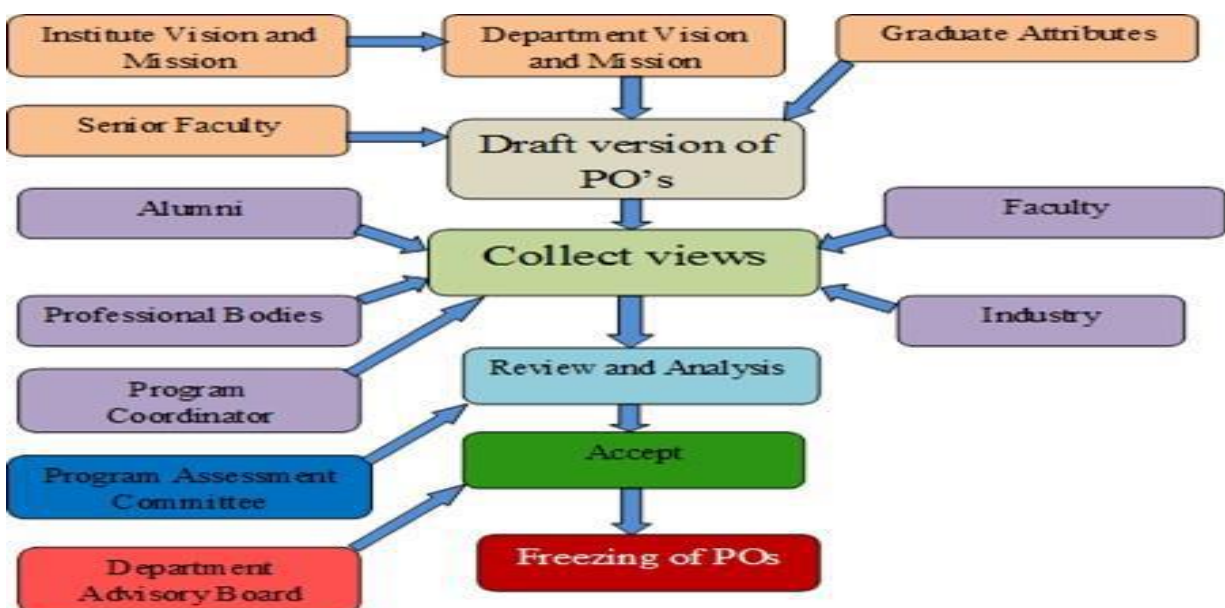 Institute Vision and
Mission
Department Vision
and Mission
Graduate Attributes
Senior Faculty
Draft version of
PO's
Alumni
Faculty
Collect views
Professional Bodies
Industry
Review and Analysis
Program
Coordinator
Accept
Program Assessment
Committee
Freezing of POs
Department
Advisory Board